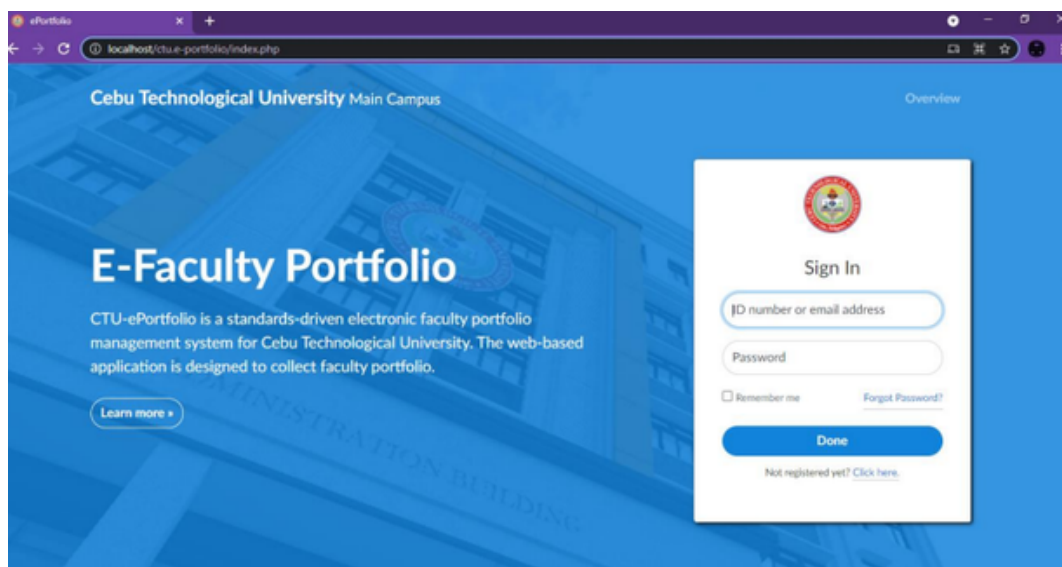 ePortfolio
localhost/ctu.e-portfolio/index.php
Cebu Technological University Main Campus
Overview
E-Faculty Portfolio
CTU-ePortfolio is a standards-driven electronic faculty portfolio
management system for Cebu Technological University. The web-based
application is designed to collect faculty portfolio.
Learn more »
ADMINISTRATION BUILDING
Sign In
ID number or email address
Password
Remember me
Forgot Password?
Done
Not registered yet? Click here.